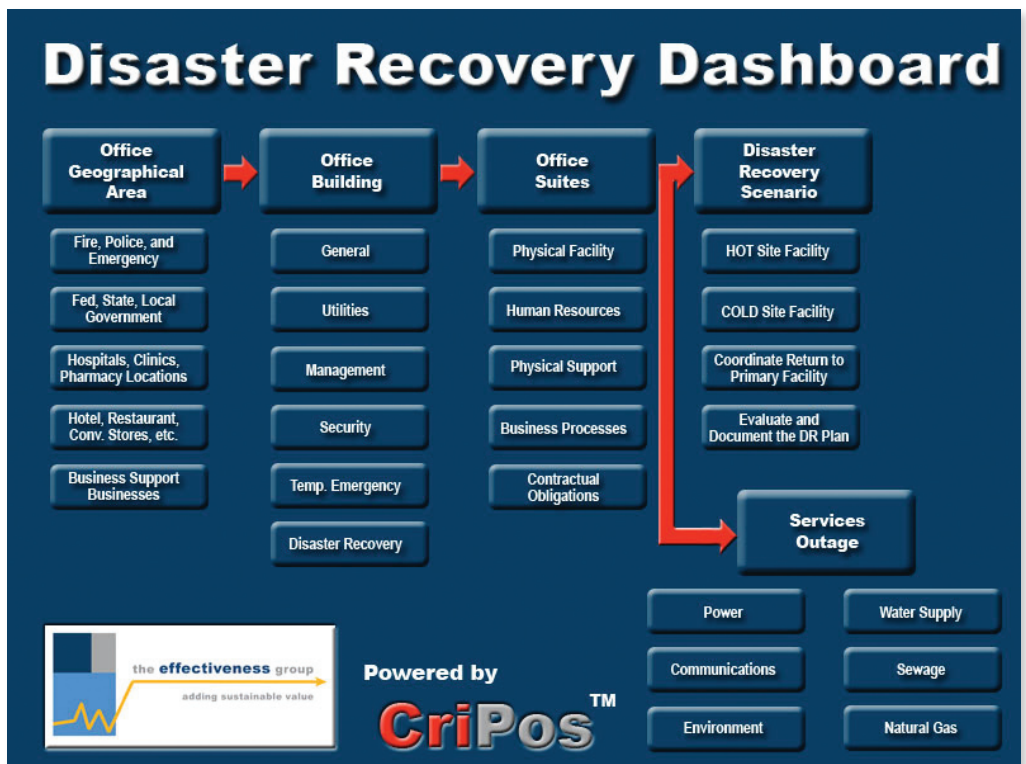 Disaster Recovery Dashboard
Office
Geographical
Area
Fire, Police, and
Emergency
Fed, State, Local
Government
Hospitals, Clinics,
Pharmacy Locations
Hotel, Restaurant,
Conv. Stores, etc.
Business Support
Businesses
Office
Building
General
Utilities
Management
Security
Temp. Emergency
Disaster Recovery
Office
Suites
Physical Facility
Human Resources
Physical Support
Business Processes
Contractual
Obligations
Disaster
Recovery
Scenario
HOT Site Facility
COLD Site Facility
Coordinate Return to
Primary Facility
Evaluate and
Document the DR Plan
Services
Outage
Power
Water Supply
Communications
Sewage
Environment
Natural Gas
the effectiveness group
adding sustainable value
Powered by
CriPos™